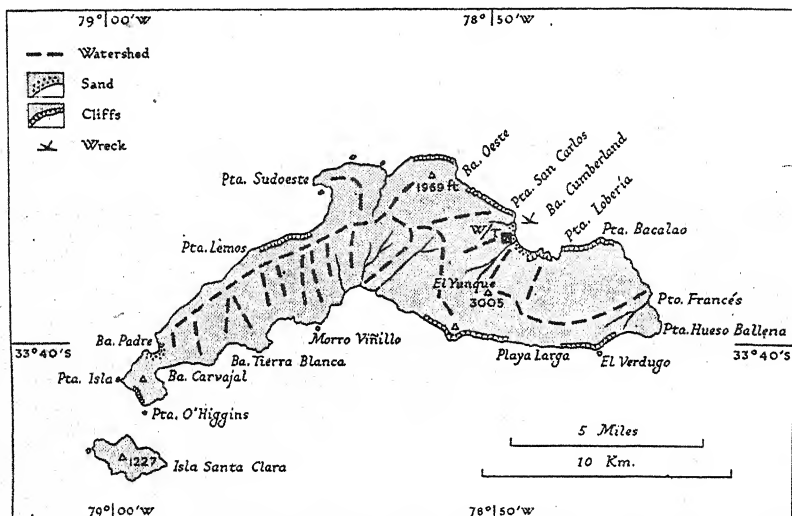 79° 00'W
78° 50'W
Watershed
Sand
Cliffs
Wreck
Pta. Sudoeste
1969 ft
Ba. Oeste
Pta. San Carlos
Ba. Cumberland
Pta. Lobería
Pta. Bacalao
Pta. Lemos
W T
El Yunque
3005
Pto. Francés
Pta. Hueso Ballena
Ba. Padre
Morro Viñillo
33°40'S
33°40'S
Ba. Tierra Blanca
Playa Larga
El Verdugo
Pta. Isla
Ba. Carvajal
Pta. O'Higgins
5 Miles
10 Km.
1227
Isla Santa Clara
79° 00'W
78° 50'W